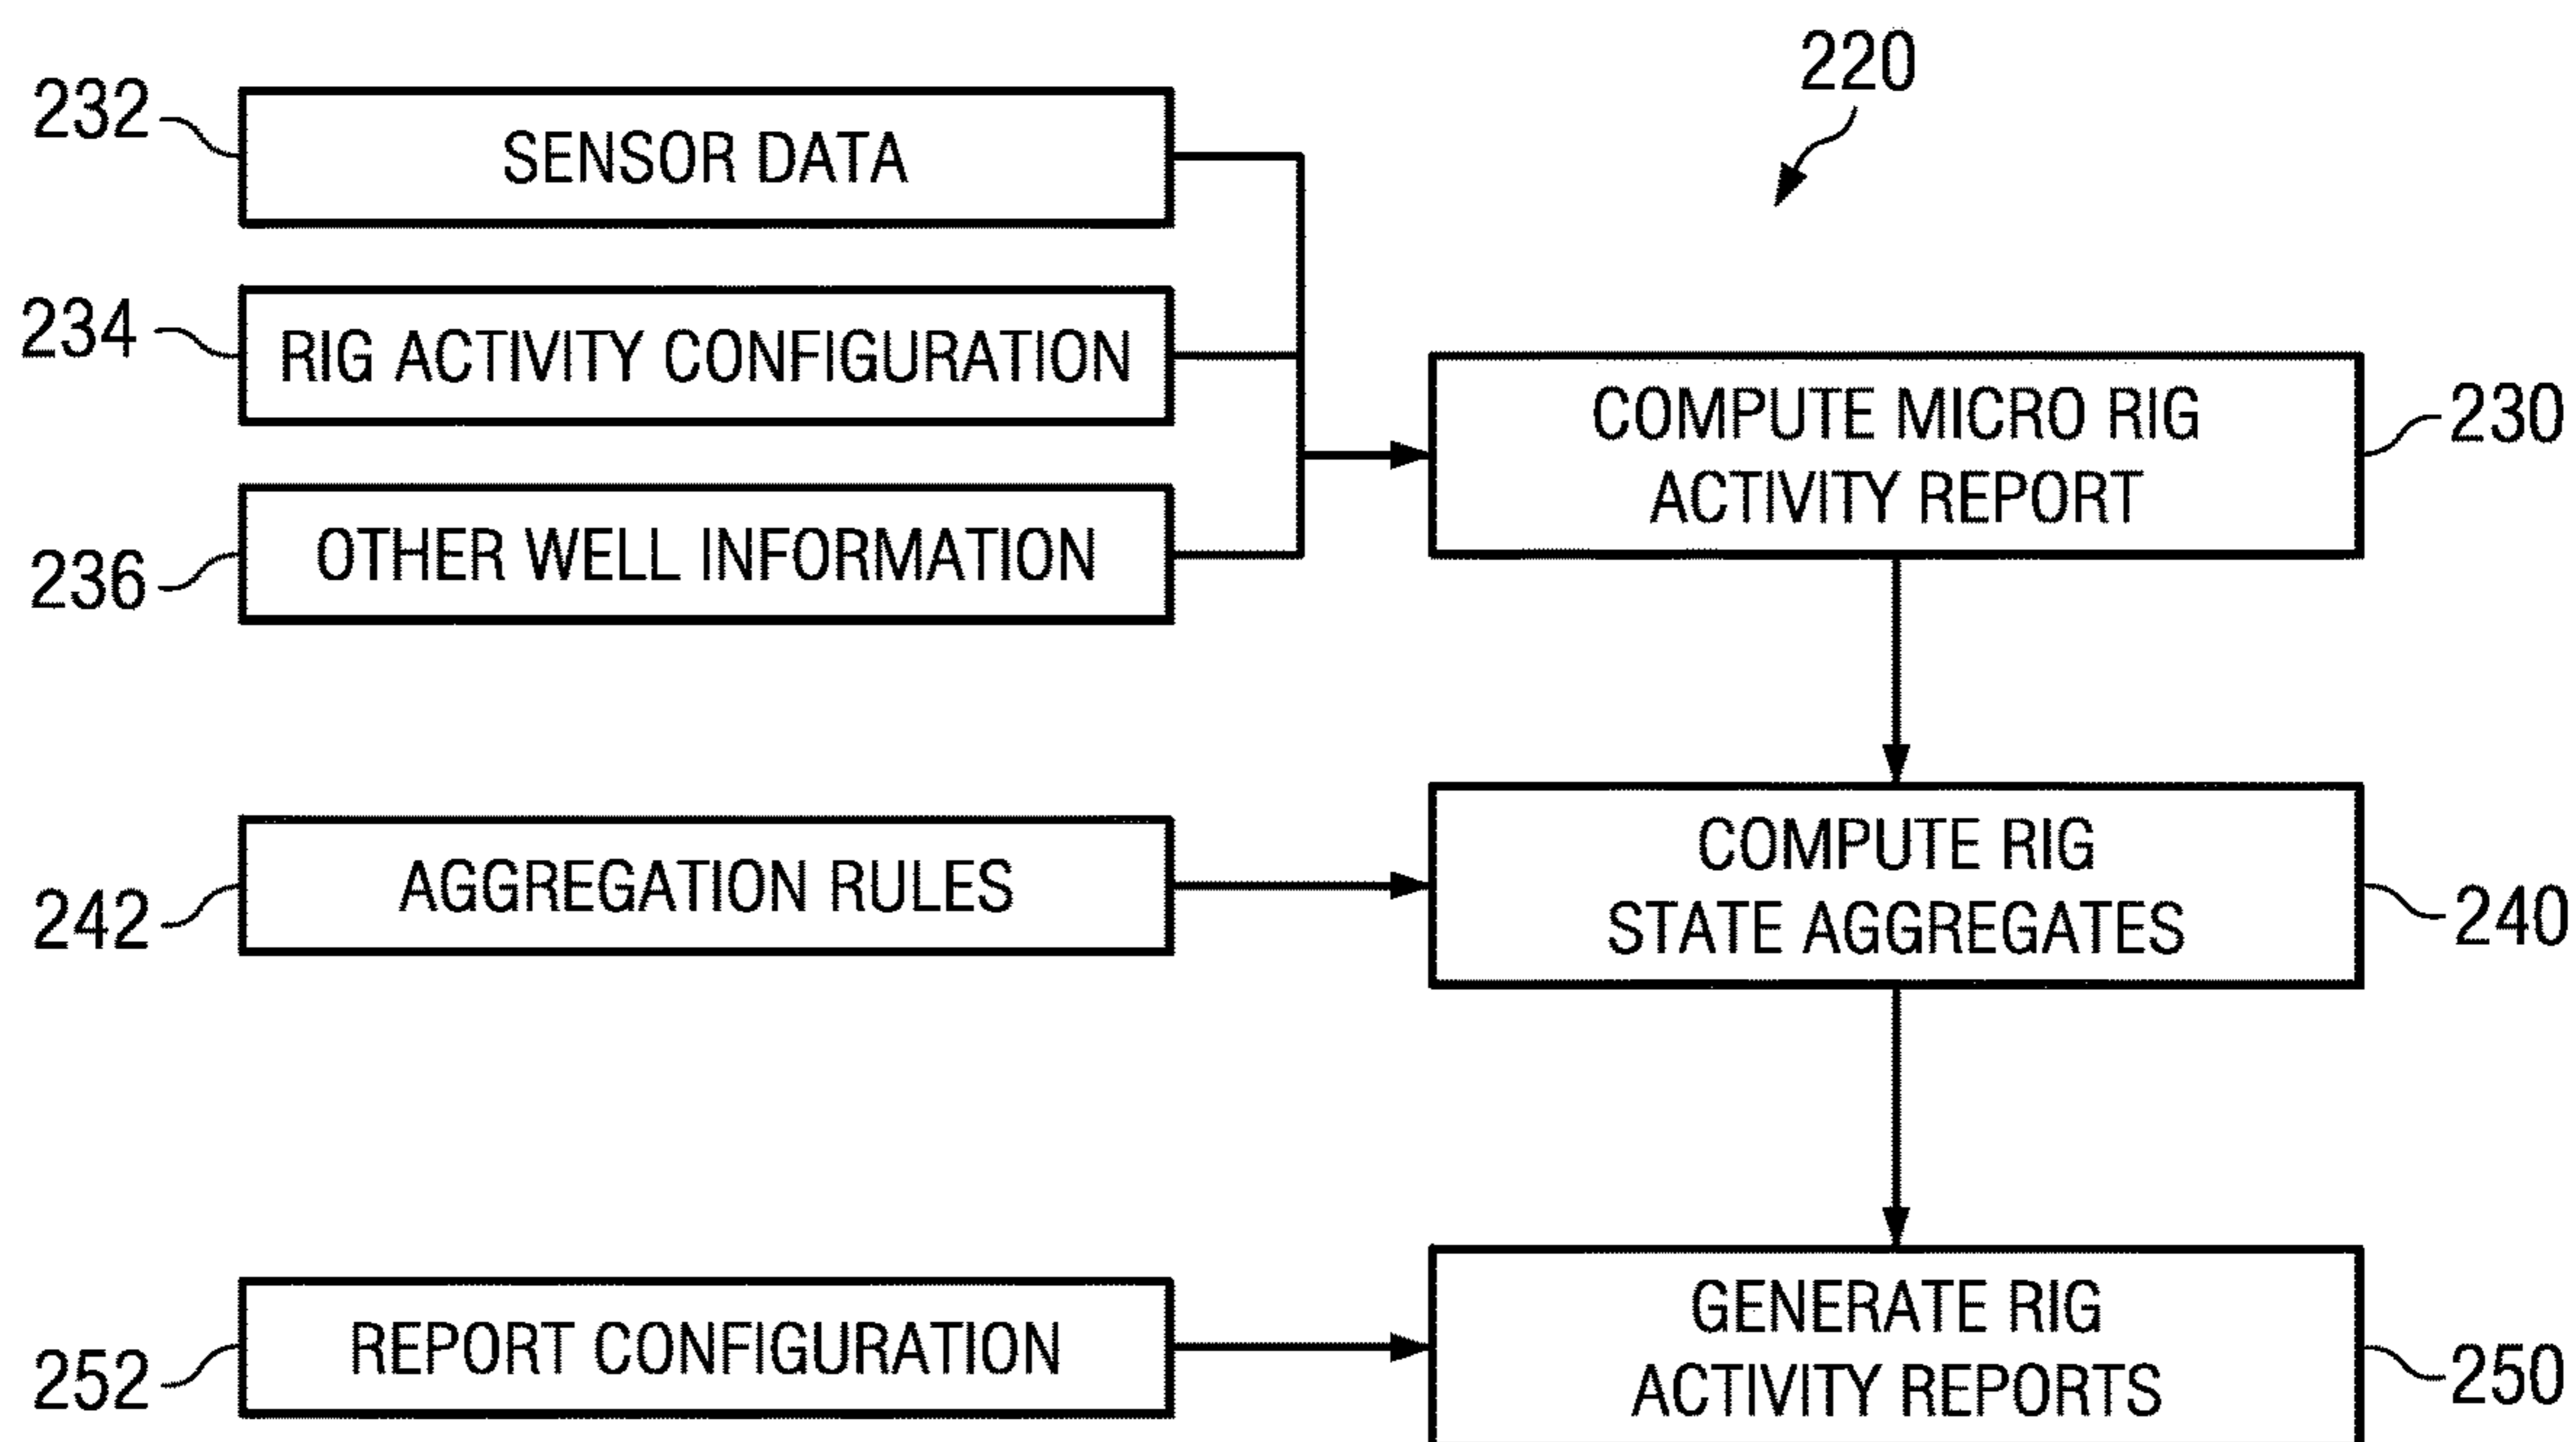 220
232
SENSOR DATA
234
RIG ACTIVITY CONFIGURATION
236
OTHER WELL INFORMATION
COMPUTE MICRO RIG
ACTIVITY REPORT
230
242
AGGREGATION RULES
COMPUTE RIG
STATE AGGREGATES
240
252
REPORT CONFIGURATION
GENERATE RIG
ACTIVITY REPORTS
250